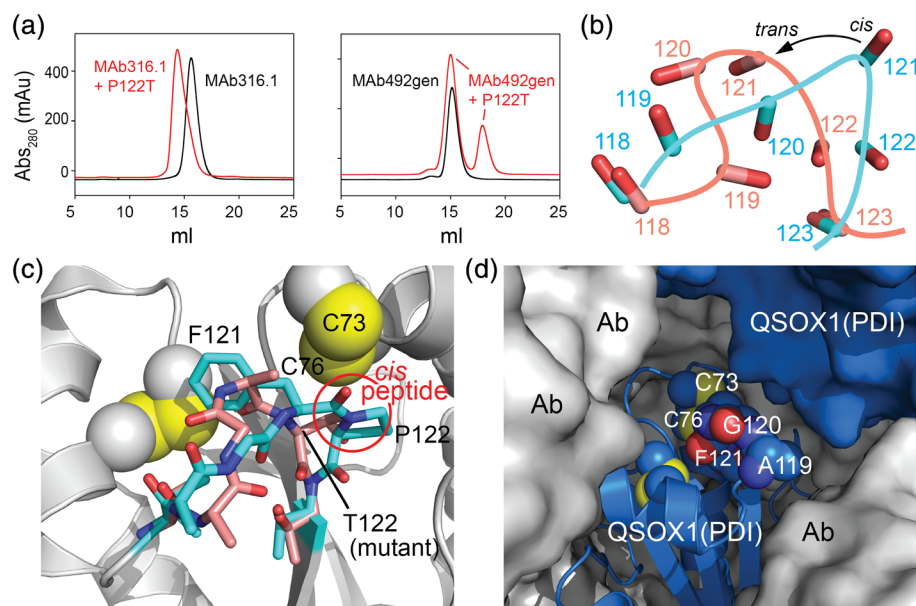 (a)
MAb316.1
+ P122T
MAb316.1
MAb492gen
MAb492gen
+ P122T
Abs280 (mAu)
400
200
0
5 15 20 25
5 10 15 20 25
ml
ml
(b)
trans
cis
120
121
121
119
118
120
122
122
119
118
123
123
(c)
F121
C73
C76
cis
peptide
P122
T122
(mutant)
(d)
Ab
QSOX1(PDI)
C73
C76
G120
F121
A119
QSOX1(PDI)
Ab
Ab